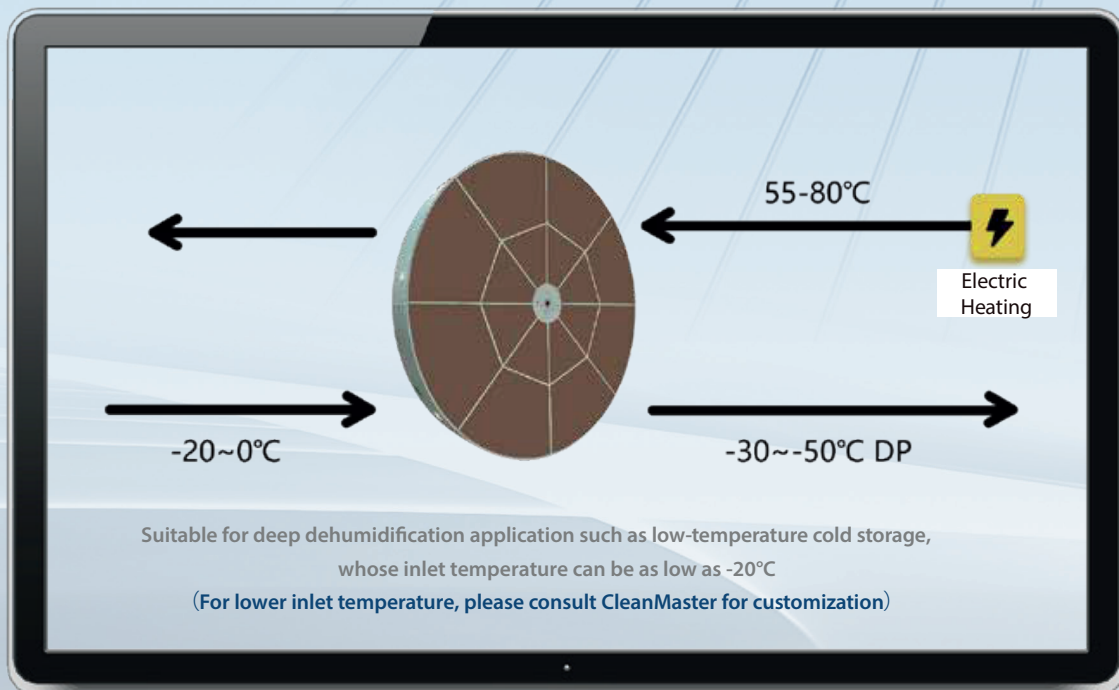 55-80℃
Electric
Heating
-20~0℃
-30~-50℃ DP
Suitable for deep dehumidification application such as low-temperature cold storage,
whose inlet temperature can be as low as -20°C
（For lower inlet temperature, please consult CleanMaster for customization）